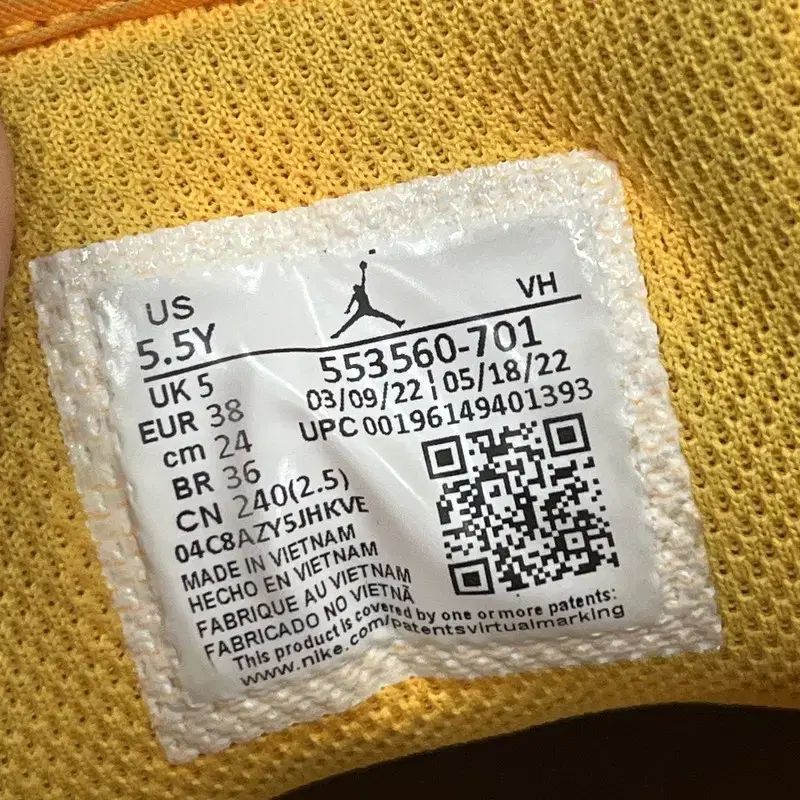 US
5.5Y
UK 5
EUR 38
cm 24
BR 36
CN 240(2.5)
04C8AZY5JHKVE
VH
553560-701
03/09/22 | 05/18/22
UPC 00196149401393
MADE IN VIETNAM
HECHO EN VIETNAM
FABRIQUE AU VIETNAM
FABRICADO NO VIETNÃ
This product is covered by one or more patents:
www.nike.com/patentsvirtualmarking